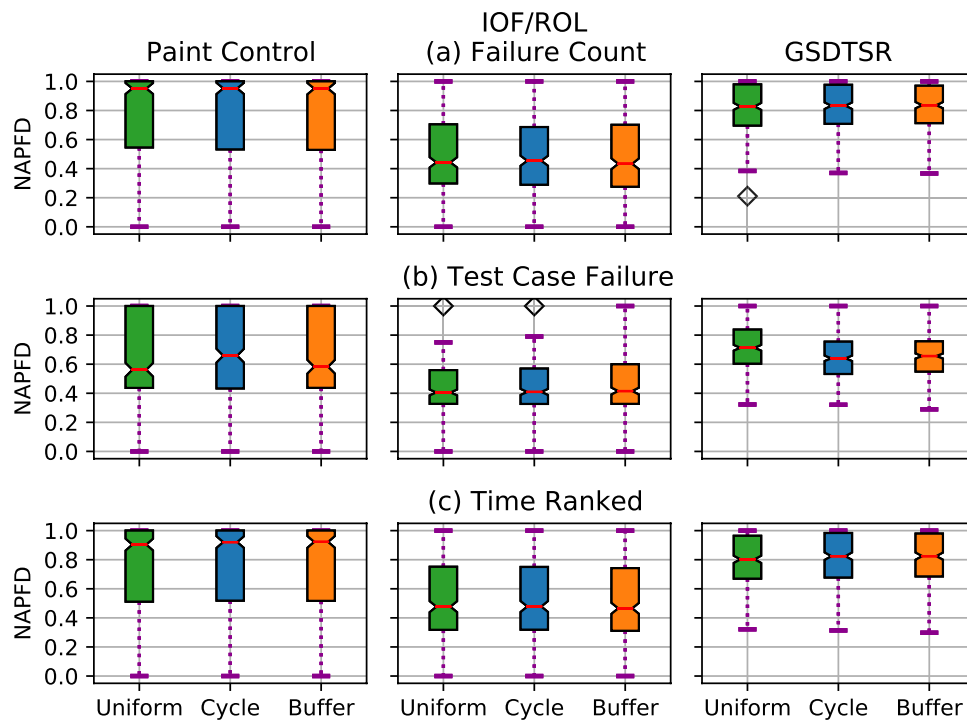 IOF/ROL
Paint Control (a) Failure Count GSDTSR
NAPFD
1.0
0.8
0.6
0.4
0.2
0.0
(b) Test Case Failure
NAPFD
1.0
0.8
0.6
0.4
0.2
0.0
(c) Time Ranked
NAPFD
1.0
0.8
0.6
0.4
0.2
0.0
Uniform Cycle Buffer Uniform Cycle Buffer Uniform Cycle Buffer